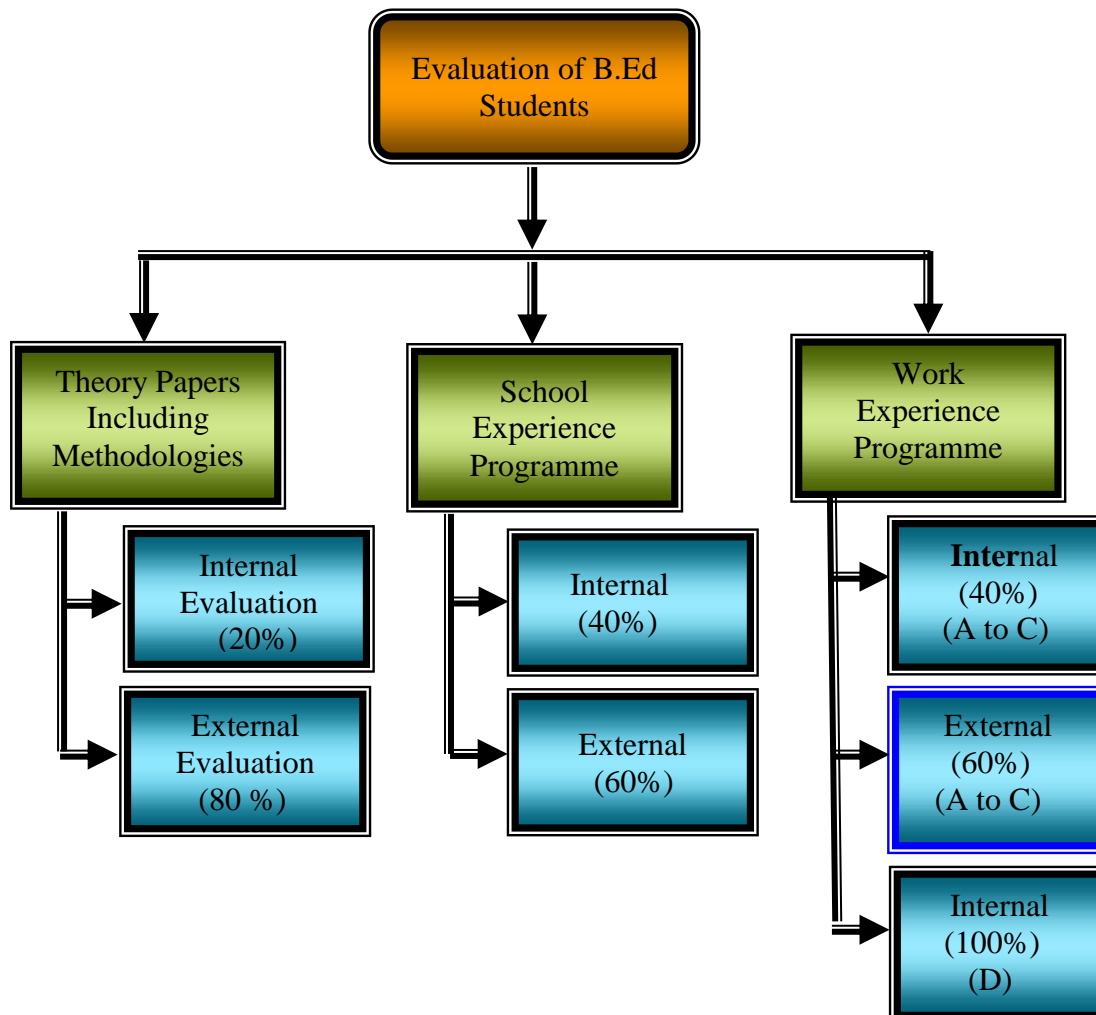 Evaluation of B.Ed
Students
Theory Papers
Including
Methodologies
Internal
Evaluation
(20%)
External
Evaluation
(80 %)
School
Experience
Programme
Internal
(40%)
External
(60%)
Work
Experience
Programme
Internal
(40%)
(A to C)
External
(60%)
(A to C)
Internal
(100%)
(D)